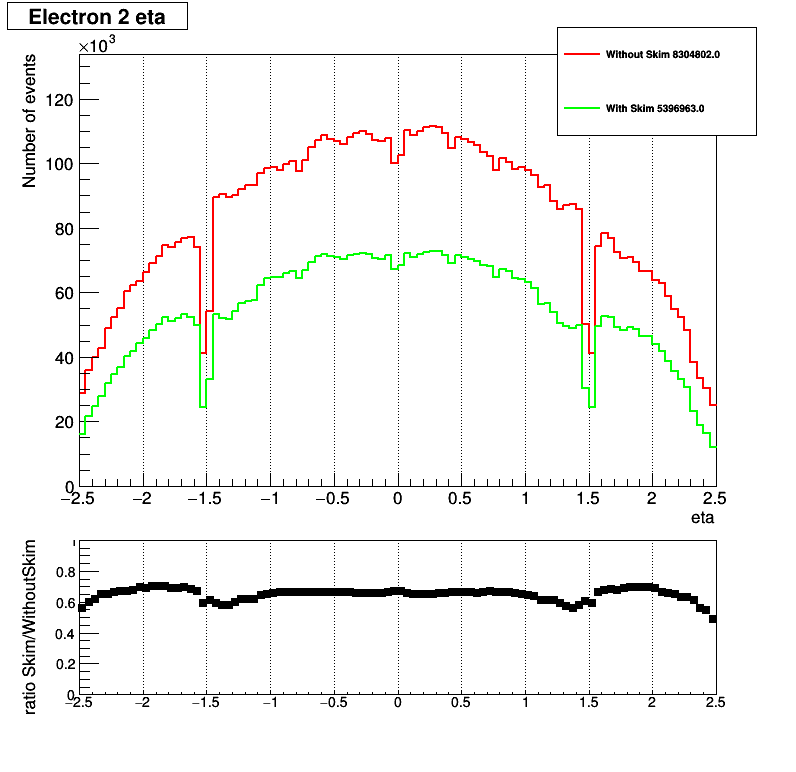 Electron 2 eta
×10³
Number of events
120
100
80
60
40
20
0
−2.5 −2 −1.5 −1 −0.5 0 0.5 1 1.5 2 2.5
eta
Without Skim 8304802.0
With Skim 5396963.0
ratio Skim/WithoutSkim
1
0.8
0.6
0.4
0.2
0
−2.5 −2 −1.5 −1 −0.5 0 0.5 1 1.5 2 2.5